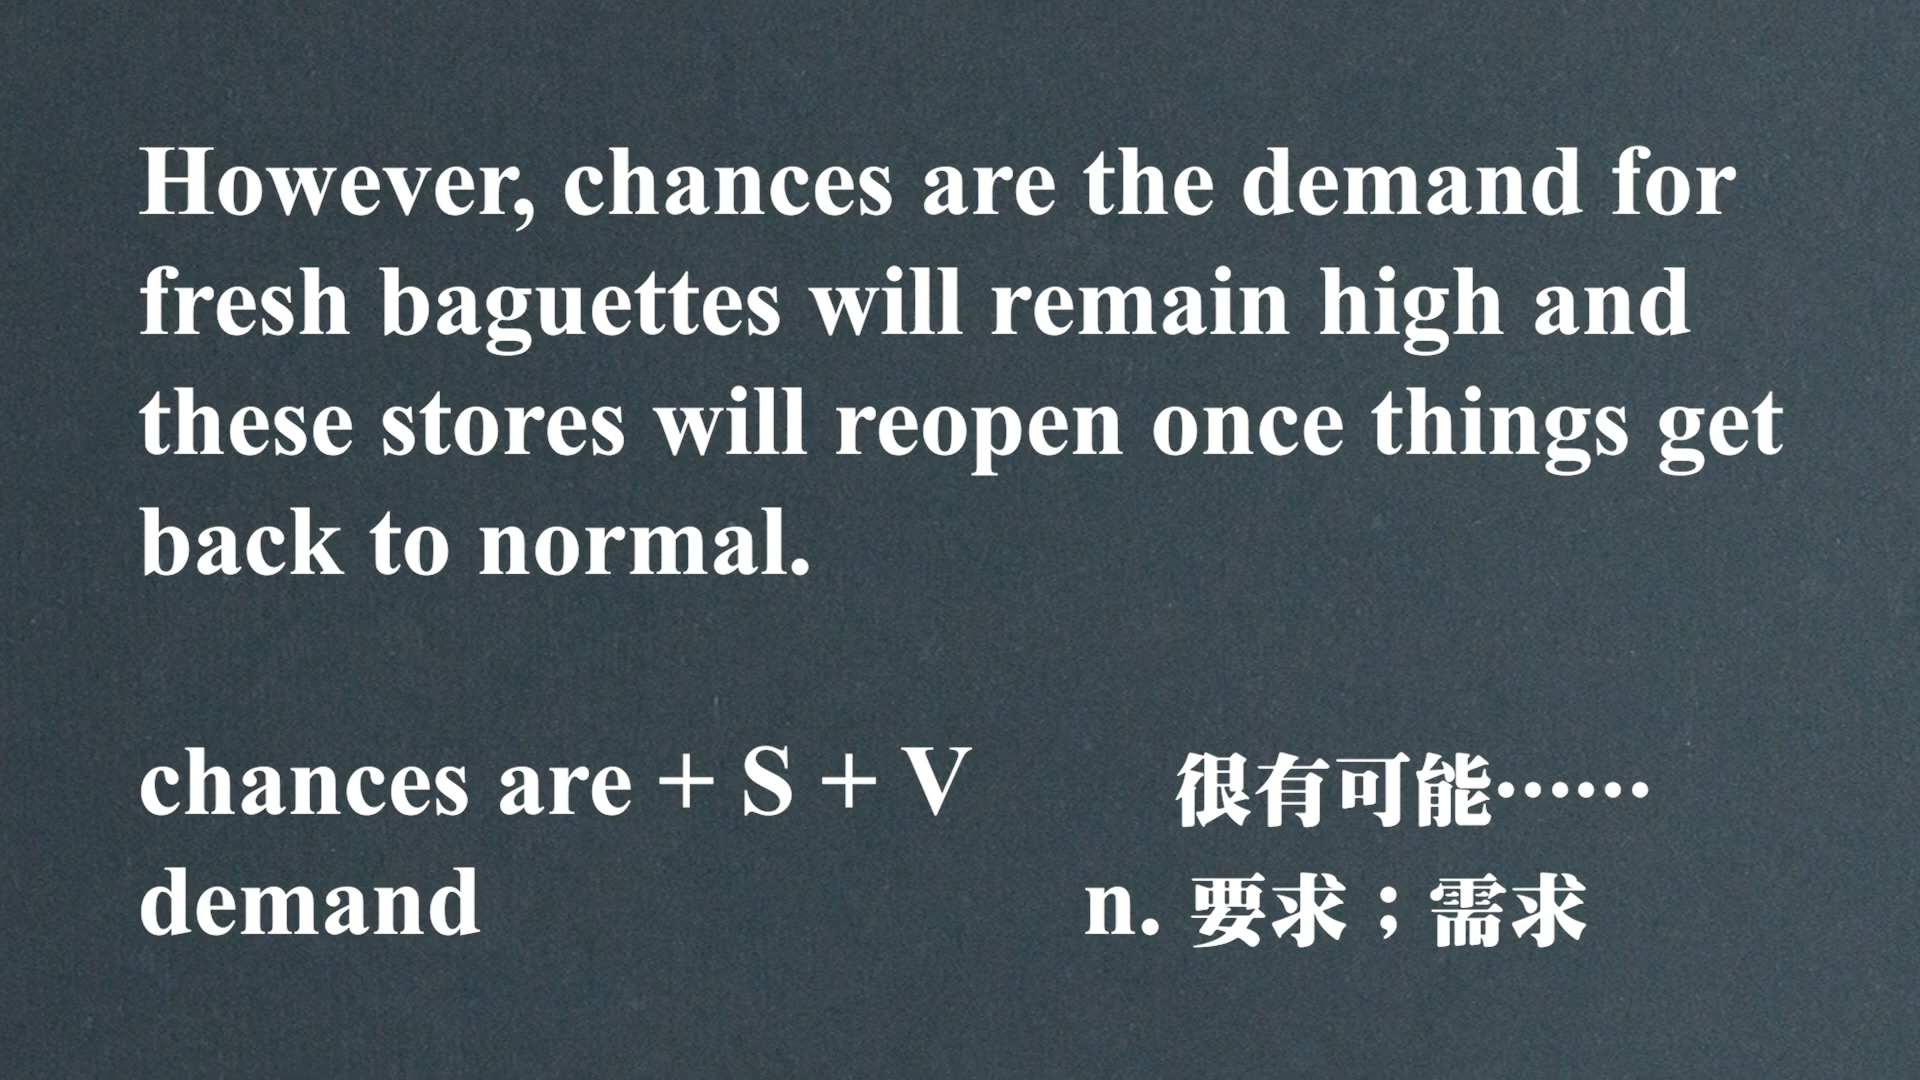 However, chances are the demand for
fresh baguettes will remain high and
these stores will reopen once things get
back to normal.
chances are + S + V 很有可能……
demand n. 要求；需求